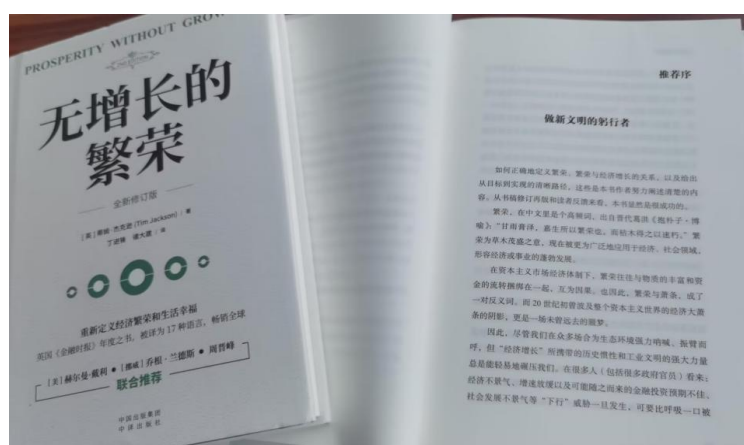 PROSPERITY WITHOUT GROW
无增长的
繁荣
全新修订版
[英] 蒂姆·杰克逊 (Tim Jackson) 著
丁进锋 诸大建 译
重新定义经济繁荣和生活幸福
英国《金融时报》年度之书，被译为 17 种语言，畅销全球
[美] 赫尔曼·戴利 ● [挪威] 乔根·兰德斯 ● 周晋峰
联合推荐
中国出版集团
中译出版社
推荐序
做新文明的躬行者
如何正确地定义繁荣、繁荣与经济增长的关系，以及给出
从目标到实现的清晰路径，这些是本书作者努力阐述清楚的内
容。从书稿修订再版和读者反馈来看，本书显然是很成功的。
繁荣，在中文里是个高频词，出自晋代葛洪《抱朴子·博
喻》：“甘雨膏泽，嘉生所以繁荣也，而枯木得之以速朽。”繁
荣为草木茂盛之意，现在被更为广泛地应用于经济、社会领域，
形容经济或事业的蓬勃发展。
在资本主义市场经济体制下，繁荣往往与物质的丰富和资
金的流转捆绑在一起，互为因果。也因此，繁荣与萧条，成了
一对反义词。而 20 世纪初曾波及整个资本主义世界的经济大萧
条的阴影，更是一场未曾远去的噩梦。
因此，尽管我们在众多场合为生态环境强力呐喊、振臂而
呼，但“经济增长”所携带的历史惯性和工业文明的强大力量
总是能轻易地碾压我们。在很多人（包括很多政府官员）看来：
经济不景气、增速放缓以及可能随之而来的金融投资预期不佳、
社会发展不景气等“下行”威胁一旦发生，可要比呼吸一口被